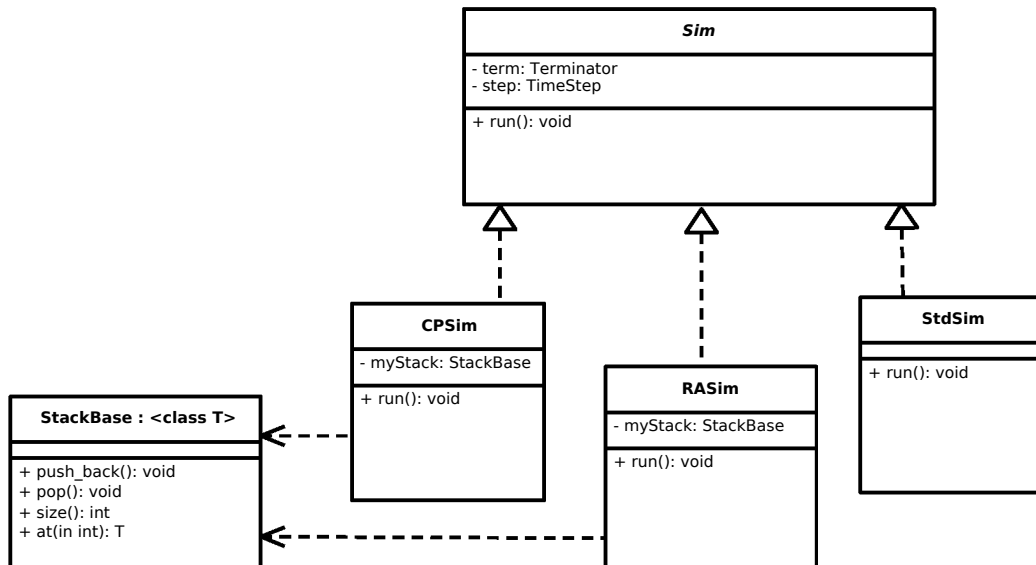 Sim
- term: Terminator
- step: TimeStep
+ run(): void
CPSim
- myStack: StackBase
+ run(): void
RASim
- myStack: StackBase
+ run(): void
StdSim
+ run(): void
StackBase : <class T>
+ push_back(): void
+ pop(): void
+ size(): int
+ at(in int): T